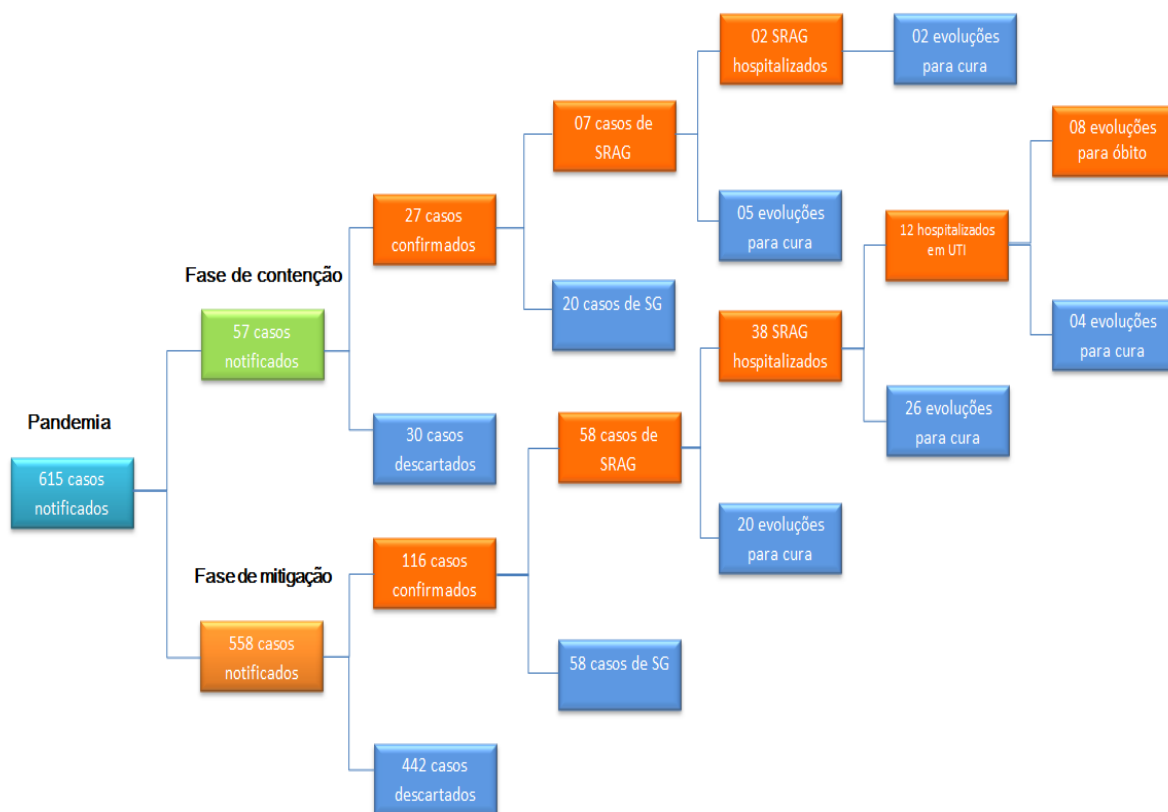 Pandemia
615 casos
notificados
Fase de contenção
57 casos
notificados
27 casos
confirmados
07 casos de
SRAG
02 SRAG
hospitalizados
02 evoluções
para cura
05 evoluções
para cura
20 casos de SG
30 casos
descartados
Fase de mitigação
558 casos
notificados
116 casos
confirmados
58 casos de
SRAG
38 SRAG
hospitalizados
12 hospitalizados
em UTI
08 evoluções
para óbito
04 evoluções
para cura
26 evoluções
para cura
20 evoluções
para cura
58 casos de SG
442 casos
descartados